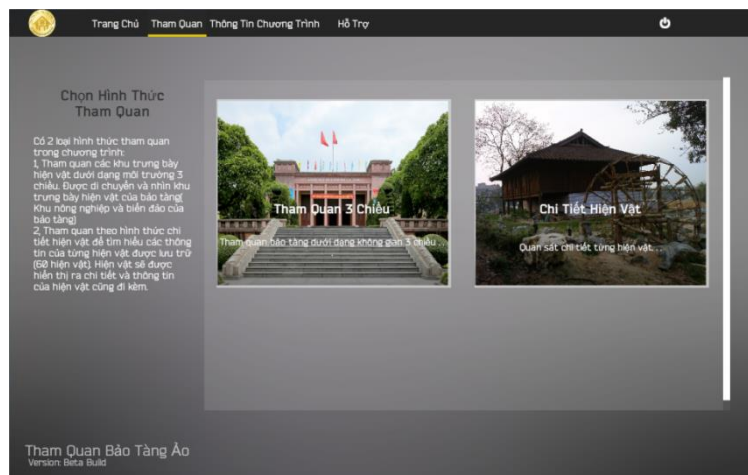 Trang Chủ Tham Quan Thông Tin Chương Trình Hỗ Trợ
Chọn Hình Thức
Tham Quan
Có 2 loại hình thức tham quan
trong chương trình:
1, Tham quan các khu trưng bày
hiện vật dưới dạng môi trường 3
chiều. Được di chuyển và nhìn khu
trưng bày hiện vật của bảo tàng(
Khu nông nghiệp và biển đảo của
bảo tàng)
2, Tham quan theo hình thức chi
tiết hiện vật để tìm hiểu các thông
tin của từng hiện vật được lưu trữ
(60 hiện vật). Hiện vật sẽ được
hiển thị ra chi tiết và thông tin
của hiện vật cũng đi kèm.
Tham Quan 3 Chiều
Tham quan bảo tàng dưới dạng không gian 3 chiều ...
Chi Tiết Hiện Vật
Quan sát chi tiết từng hiện vật ...
Tham Quan Bảo Tàng Ảo
Version: Beta Build